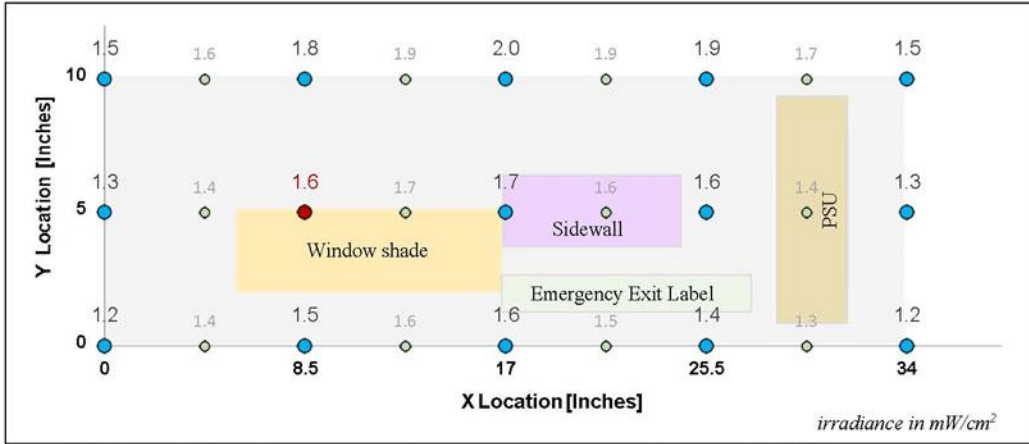 1.5 1.6 1.8 1.9 2.0 1.9 1.9 1.7 1.5
10
1.3 1.4 1.6 1.7 1.7 1.6 1.6 1.4 1.3
5
Y Location [Inches]
Window shade
Sidewall
PSU
Emergency Exit Label
1.2 1.4 1.5 1.6 1.6 1.5 1.4 1.3 1.2
0
0 8.5 17 25.5 34
X Location [Inches]
irradiance in mW/cm²